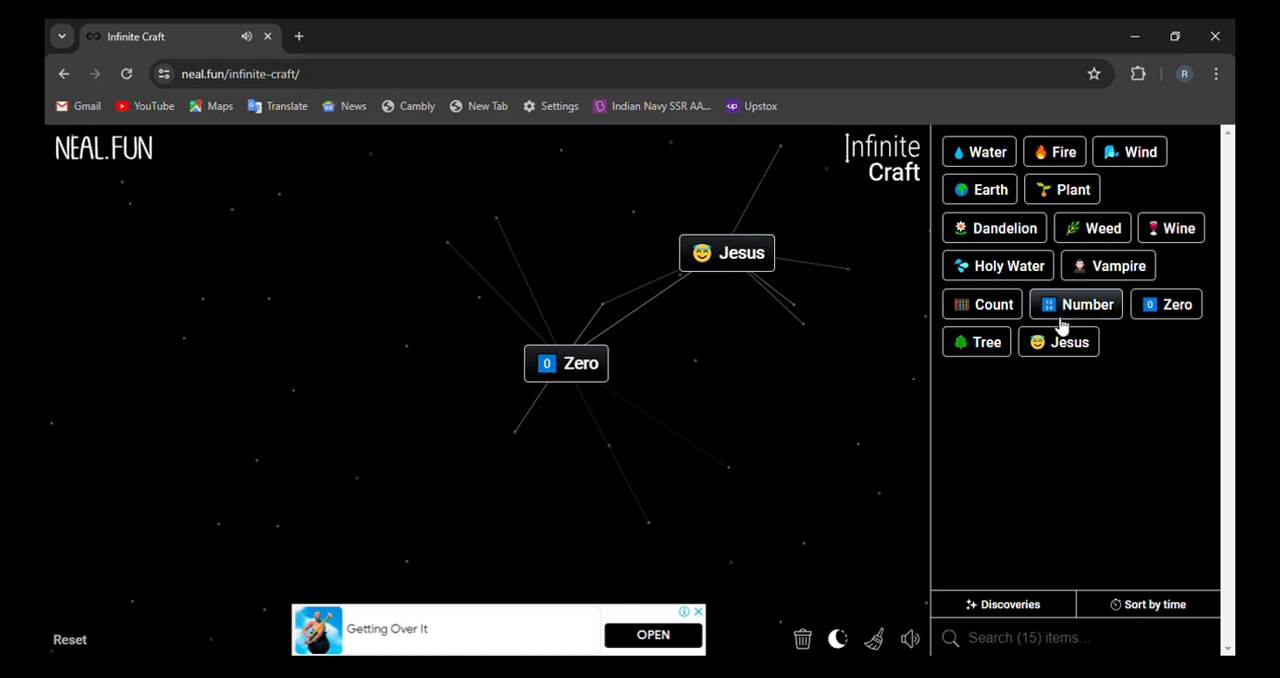 Infinite Craft
neal.fun/infinite-craft/
R
Gmail YouTube Maps Translate News Cambly New Tab Settings Indian Navy SSR AA... up Upstox
NEAL.FUN
Infinite
Craft
Jesus
0 Zero
Water Fire Wind
Earth Plant
Dandelion Weed Wine
Holy Water Vampire
Count Number 0 Zero
Tree Jesus
Discoveries Sort by time
Search (15) items...
Reset
Getting Over It
OPEN